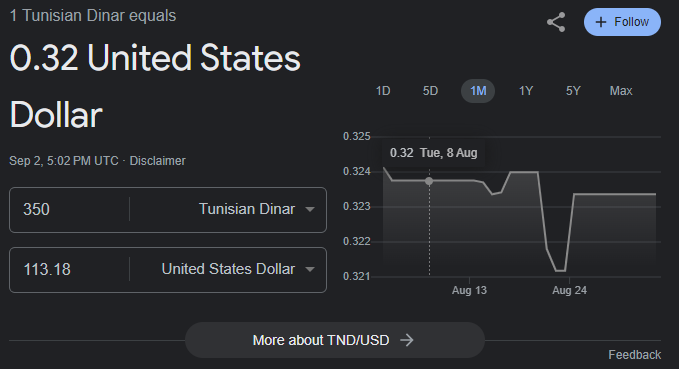 1 Tunisian Dinar equals
Follow
0.32 United States
Dollar
Sep 2, 5:02 PM UTC · Disclaimer
350 Tunisian Dinar
113.18 United States Dollar
1D 5D 1M 1Y 5Y Max
0.325
0.324
0.323
0.322
0.321
0.32 Tue, 8 Aug
Aug 13 Aug 24
More about TND/USD
Feedback